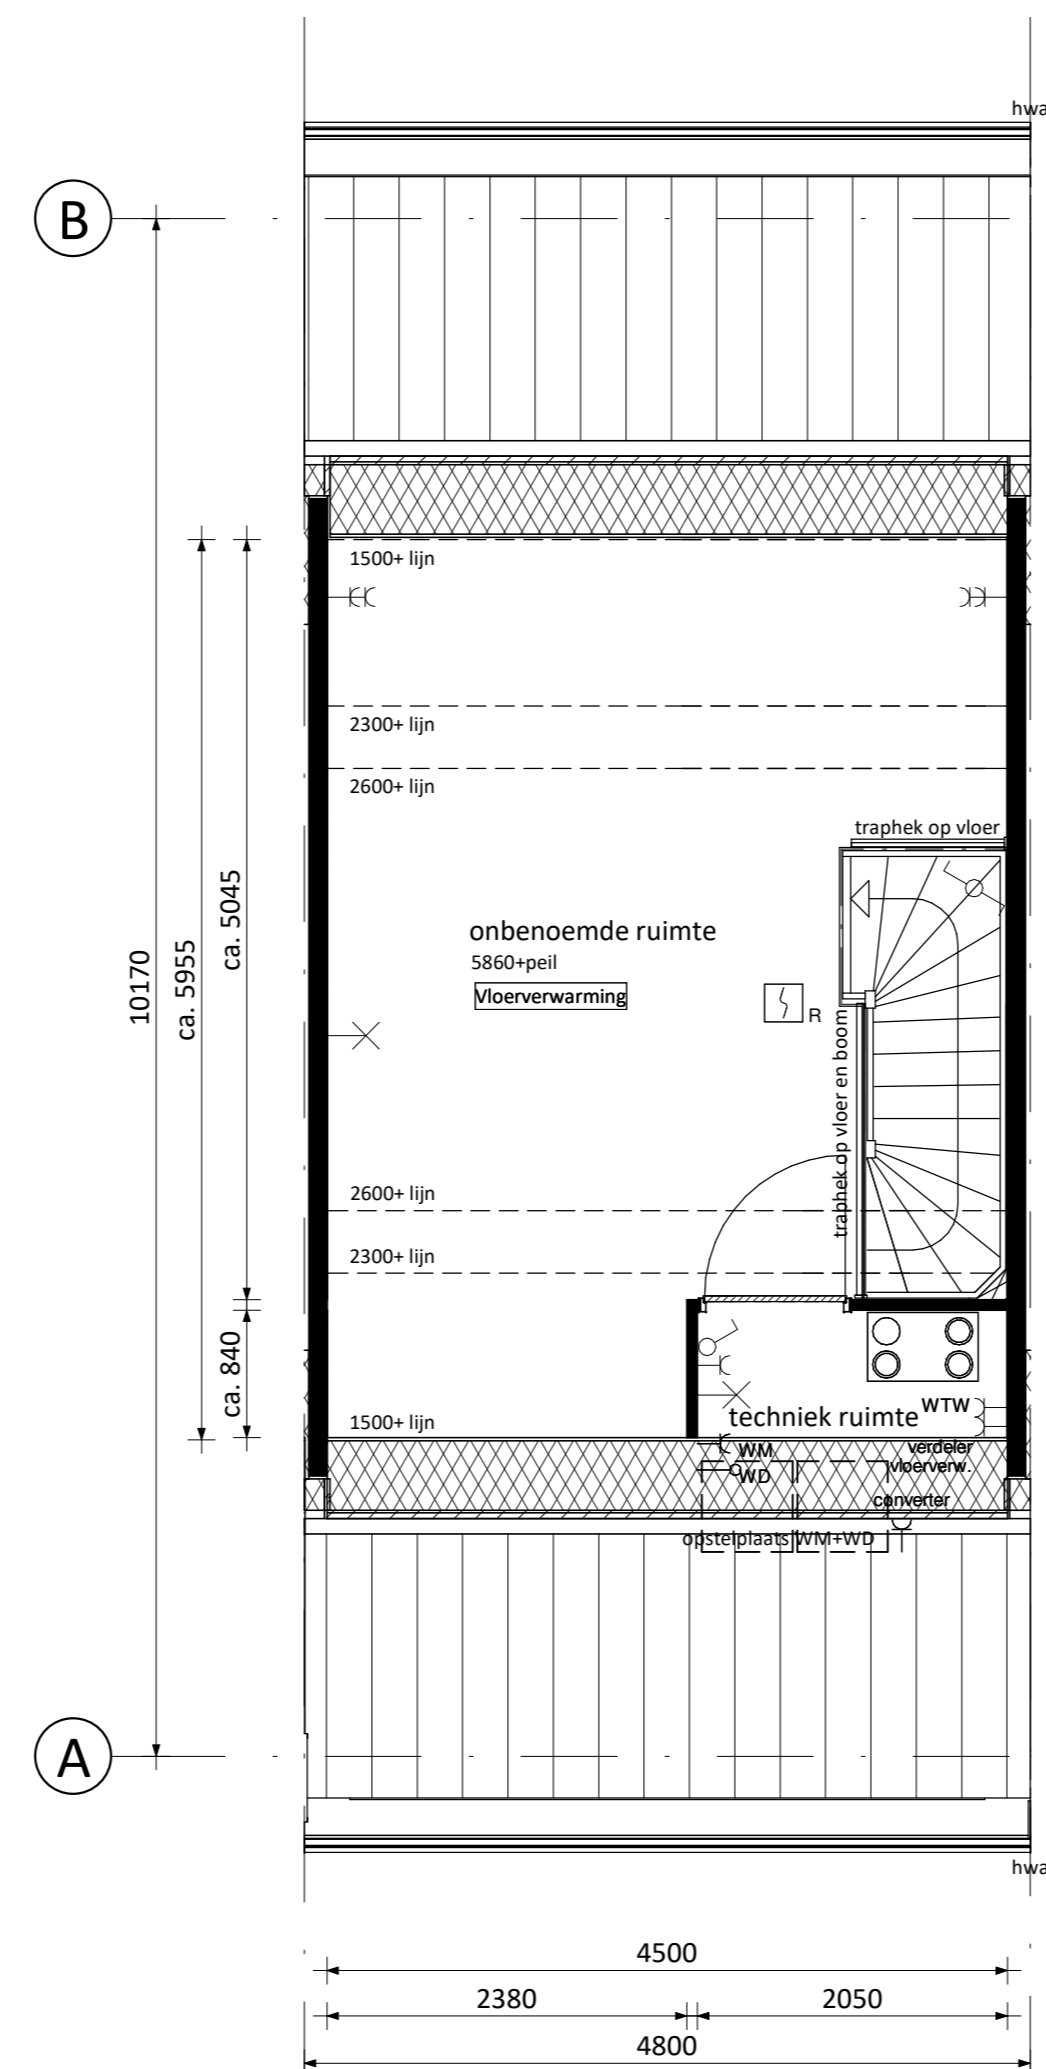 hwa
B
1500+ lijn
2300+ lijn
2600+ lijn
traphek op vloer
onbenoemde ruimte
5860+peil
Vloerverwarming
R
traphek op vloer en boom
10170
ca. 5955
ca. 5045
2600+ lijn
2300+ lijn
ca. 840
1500+ lijn
techniek ruimte
WTW
WM
WD
verdeler
vloerverw.
converter
opstelplaats WM+WD
A
hwa
4500
2380
2050
4800